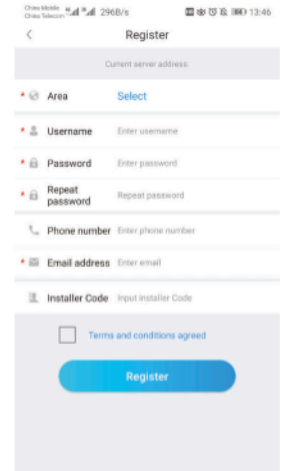 China Mobile 296B/s 13:46
China Telecom
Register
Current server address:
* Area Select
* Username Enter username
* Password Enter password
* Repeat password Repeat password
Phone number Enter phone number
* Email address Enter email
Installer Code Input installer Code
Terms and conditions agreed
Register